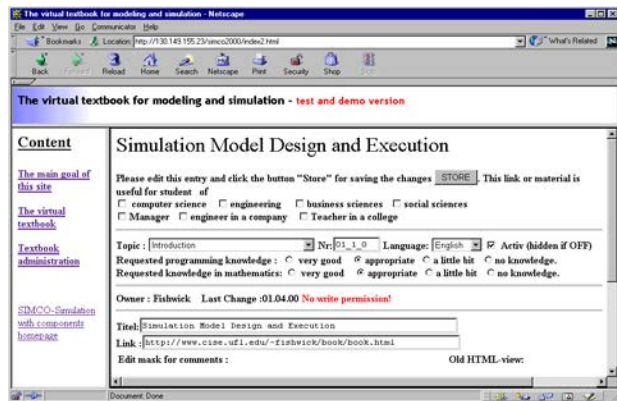 The virtual textbook for modeling and simulation - Netscape
File Edit View Go Communicator Help
Bookmarks Location: http://130.149.155.23/simco2000/index2.html What's Related
Back Forward Reload Home Search Netscape Print Security Shop Stop
The virtual textbook for modeling and simulation - test and demo version
Content
The main goal of
this site
The virtual
textbook
Textbook
administration
SIMCO-Simulation
with components
homepage
Simulation Model Design and Execution
Please edit this entry and click the button "Store" for saving the changes STORE. This link or material is
useful for student of
computer science engineering business sciences social sciences
Manager engineer in a company Teacher in a college
Topic : Introduction Nr: 01_1_0 Language: English Activ (hidden if OFF)
Requested programming knowledge : very good appropriate a little bit no knowledge.
Requested knowledge in mathematics: very good appropriate a little bit no knowledge.
Owner : Fishwick Last Change :01.04.00 No write permission!
Titel: Simulation Model Design and Execution
Link : http://www.cise.ufl.edu/~fishwick/book/book.html
Edit mask for comments : Old HTML-view:
Document: Done